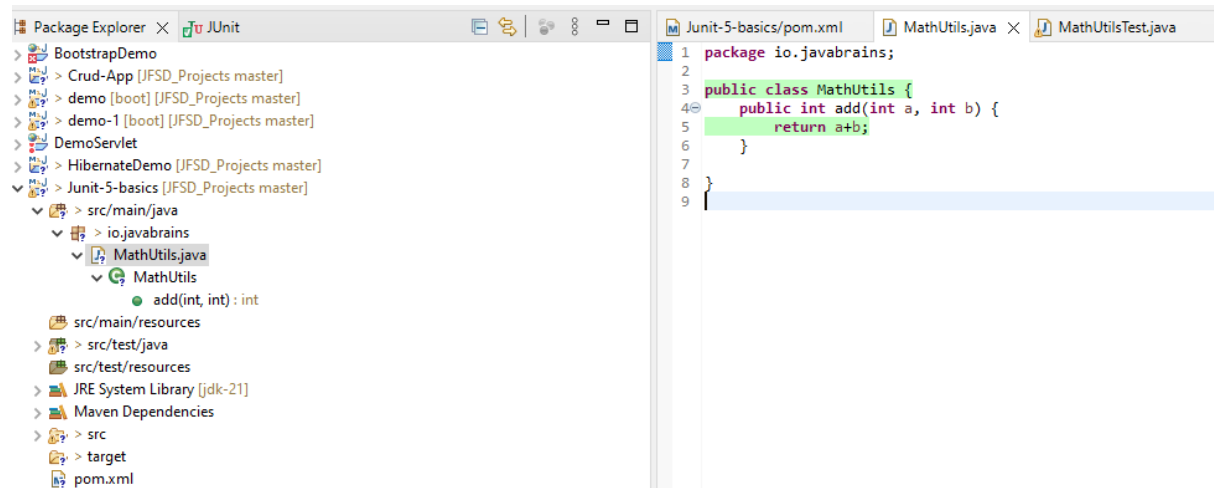 Package Explorer
JUnit
BootstrapDemo
> Crud-App [JFSD_Projects master]
> demo [boot] [JFSD_Projects master]
> demo-1 [boot] [JFSD_Projects master]
DemoServlet
> HibernateDemo [JFSD_Projects master]
> Junit-5-basics [JFSD_Projects master]
> src/main/java
> io.javabrains
MathUtils.java
MathUtils
add(int, int) : int
src/main/resources
> src/test/java
src/test/resources
JRE System Library [jdk-21]
Maven Dependencies
> src
> target
pom.xml
Junit-5-basics/pom.xml
MathUtils.java
MathUtilsTest.java
1 package io.javabrains;
2
3 public class MathUtils {
4 public int add(int a, int b) {
5 return a+b;
6 }
7
8 }
9